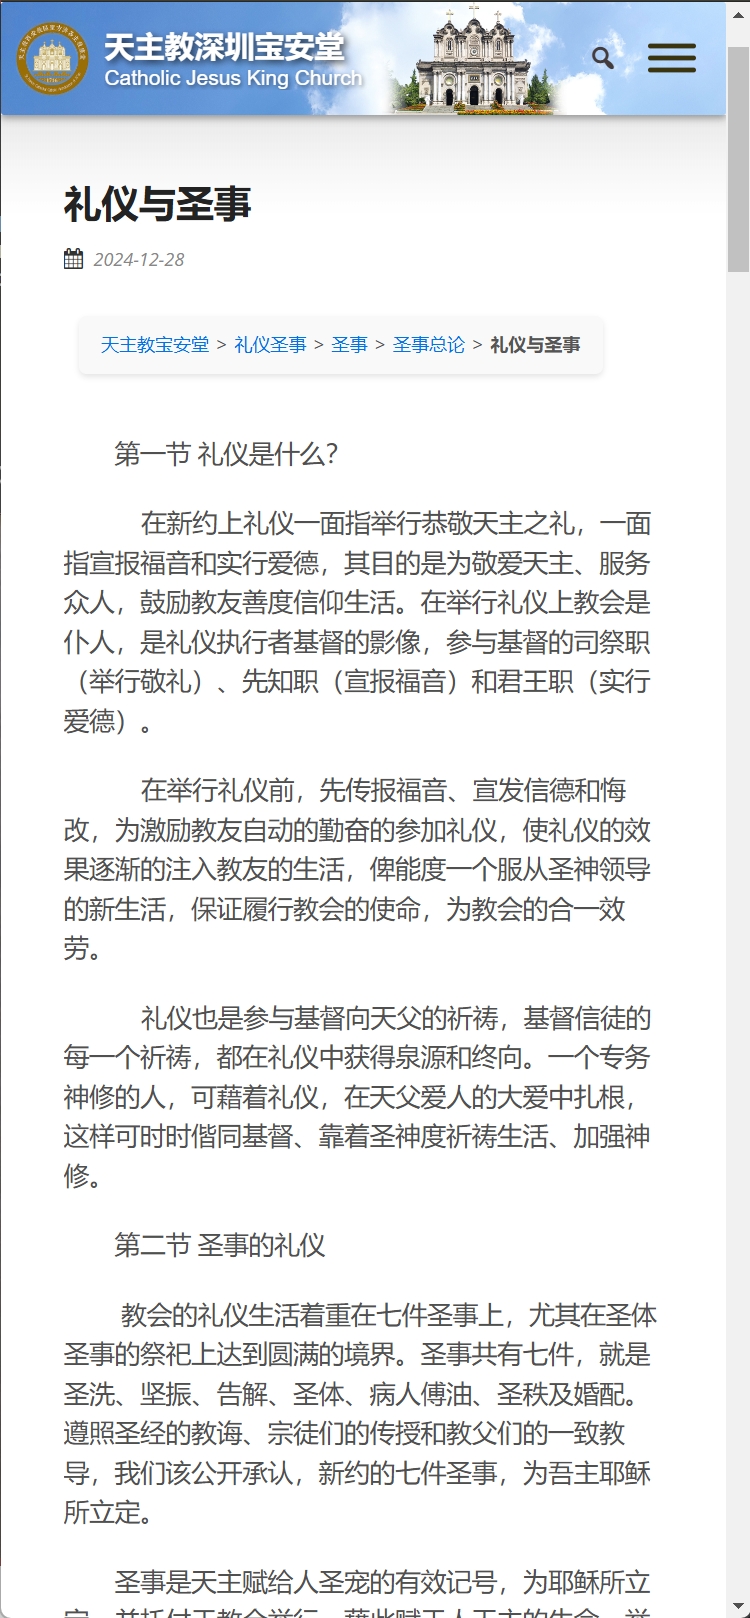 天主教深圳宝安堂
Catholic Jesus King Church
礼仪与圣事
2024-12-28
天主教宝安堂 > 礼仪圣事 > 圣事 > 圣事总论 > 礼仪与圣事
第一节 礼仪是什么？
在新约上礼仪一面指举行恭敬天主之礼，一面
指宣报福音和实行爱德，其目的是为敬爱天主、服务
众人，鼓励教友善度信仰生活。在举行礼仪上教会是
仆人，是礼仪执行者基督的影像，参与基督的司祭职
（举行敬礼）、先知职（宣报福音）和君王职（实行
爱德）。
在举行礼仪前，先传报福音、宣发信德和悔
改，为激励教友自动的勤奋的参加礼仪，使礼仪的效
果逐渐的注入教友的生活，俾能度一个服从圣神领导
的新生活，保证履行教会的使命，为教会的合一效
劳。
礼仪也是参与基督向天父的祈祷，基督信徒的
每一个祈祷，都在礼仪中获得泉源和终向。一个专务
神修的人，可藉着礼仪，在天父爱人的大爱中扎根，
这样可时时偕同基督、靠着圣神度祈祷生活、加强神
修。
第二节 圣事的礼仪
教会的礼仪生活着重在七件圣事上，尤其在圣体
圣事的祭祀上达到圆满的境界。圣事共有七件，就是
圣洗、坚振、告解、圣体、病人傅油、圣秩及婚配。
遵照圣经的教诲、宗徒们的传授和教父们的一致教
导，我们该公开承认，新约的七件圣事，为吾主耶稣
所立定。
圣事是天主赋给人圣宠的有效记号，为耶稣所立